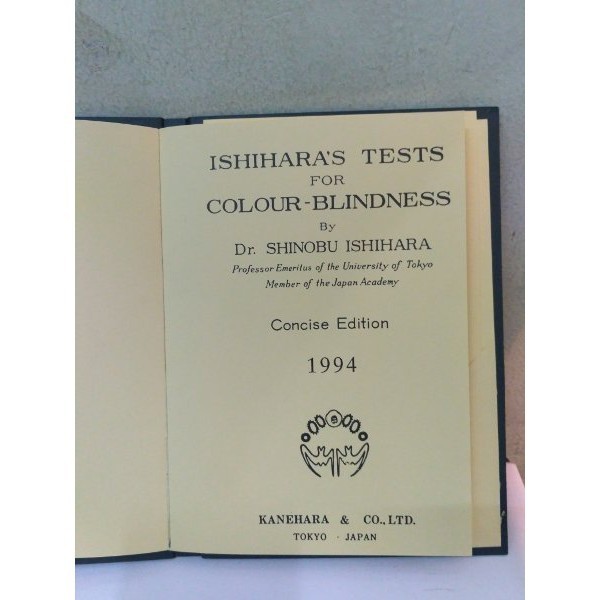 ISHIHARA'S TESTS
FOR
COLOUR-BLINDNESS
By
Dr. SHINOBU ISHIHARA
Professor Emeritus of the University of Tokyo
Member of the Japan Academy
Concise Edition
1994
KANEHARA & CO., LTD.
TOKYO · JAPAN